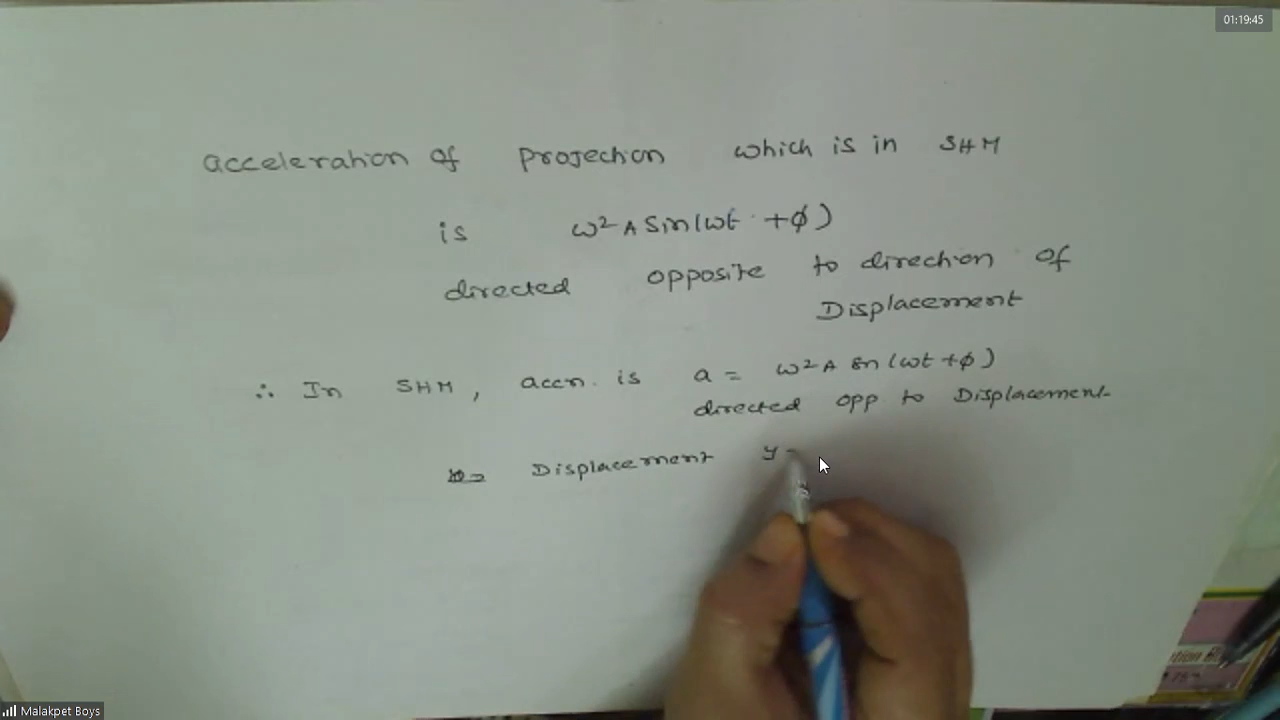 01:19:45
acceleration of projection which is in SHM
is ω²A Sin(ωt +ϕ)
directed opposite to direction of
Displacement
∴ In SHM, accn. is a = ω²A Sn(ωt+ϕ)
directed opp to Displacement.
Displacement y =
Malakpet Boys